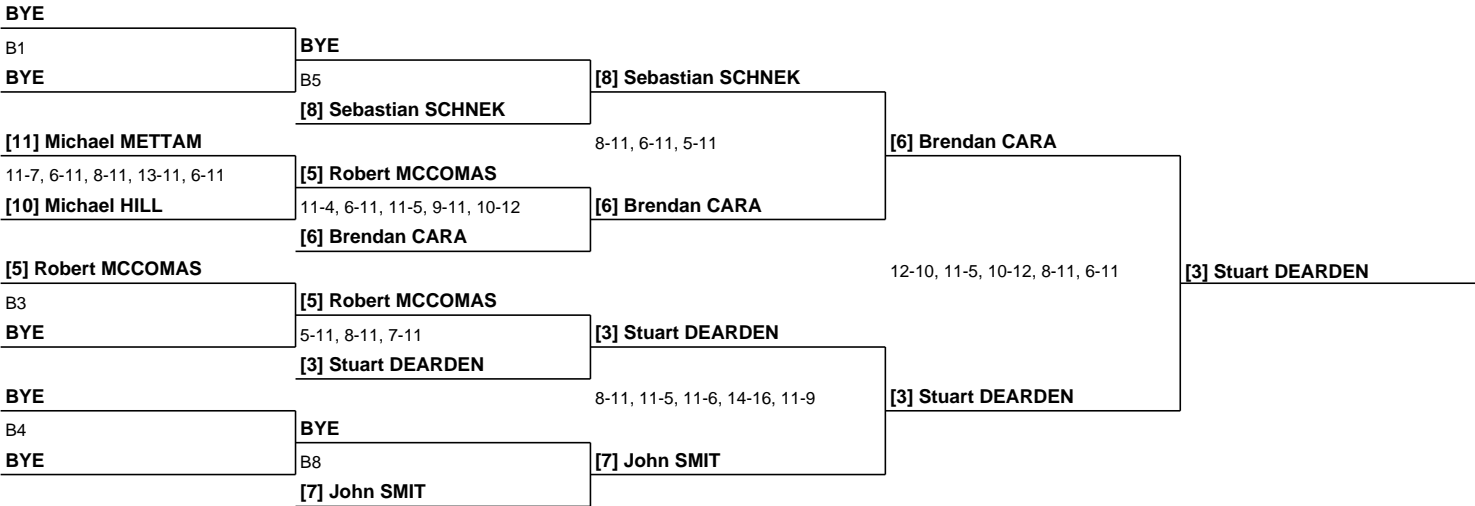 BYE
B1
BYE
BYE
B5
[8] Sebastian SCHNEK
[8] Sebastian SCHNEK
[11] Michael METTAM
8-11, 6-11, 5-11
[6] Brendan CARA
11-7, 6-11, 8-11, 13-11, 6-11
[5] Robert MCCOMAS
[10] Michael HILL
11-4, 6-11, 11-5, 9-11, 10-12
[6] Brendan CARA
[6] Brendan CARA
[5] Robert MCCOMAS
12-10, 11-5, 10-12, 8-11, 6-11
[3] Stuart DEARDEN
B3
[5] Robert MCCOMAS
BYE
5-11, 8-11, 7-11
[3] Stuart DEARDEN
[3] Stuart DEARDEN
BYE
8-11, 11-5, 11-6, 14-16, 11-9
[3] Stuart DEARDEN
B4
BYE
BYE
B8
[7] John SMIT
[7] John SMIT